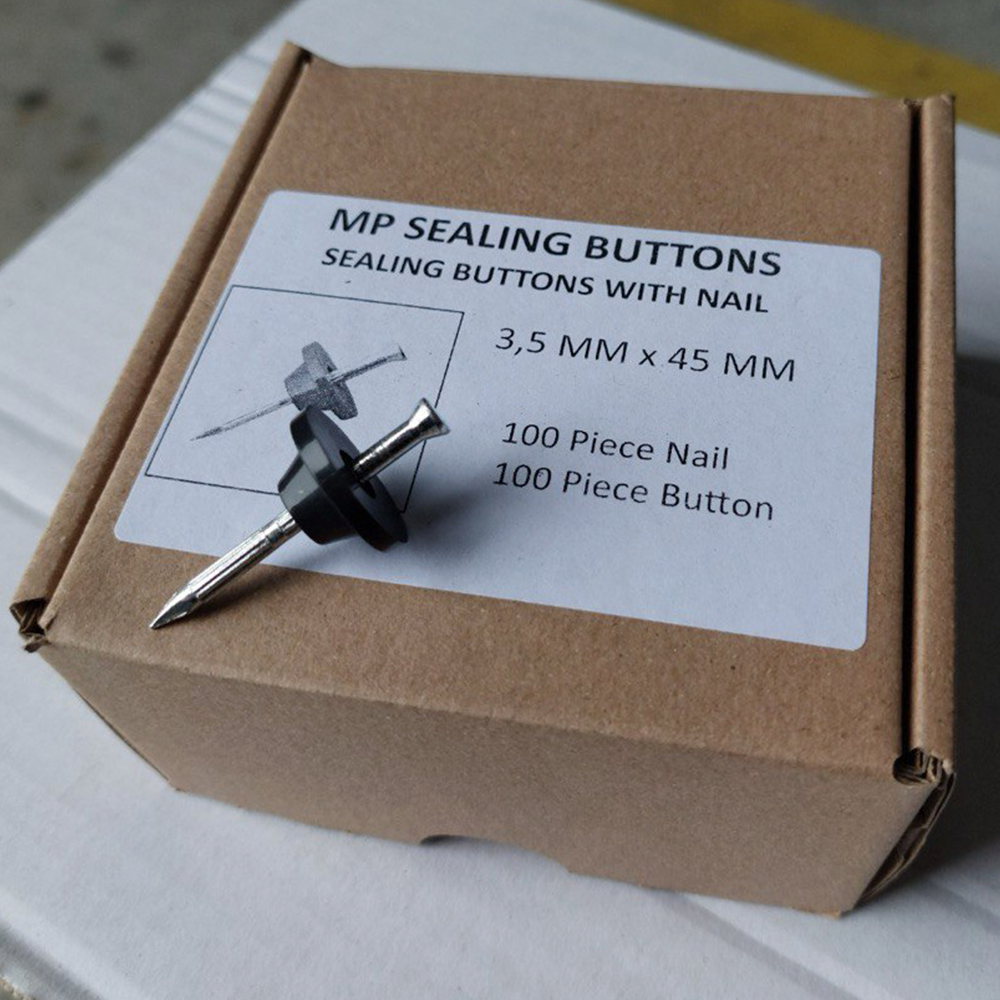 MP SEALING BUTTONS
SEALING BUTTONS WITH NAIL
3,5 MM x 45 MM
100 Piece Nail
100 Piece Button